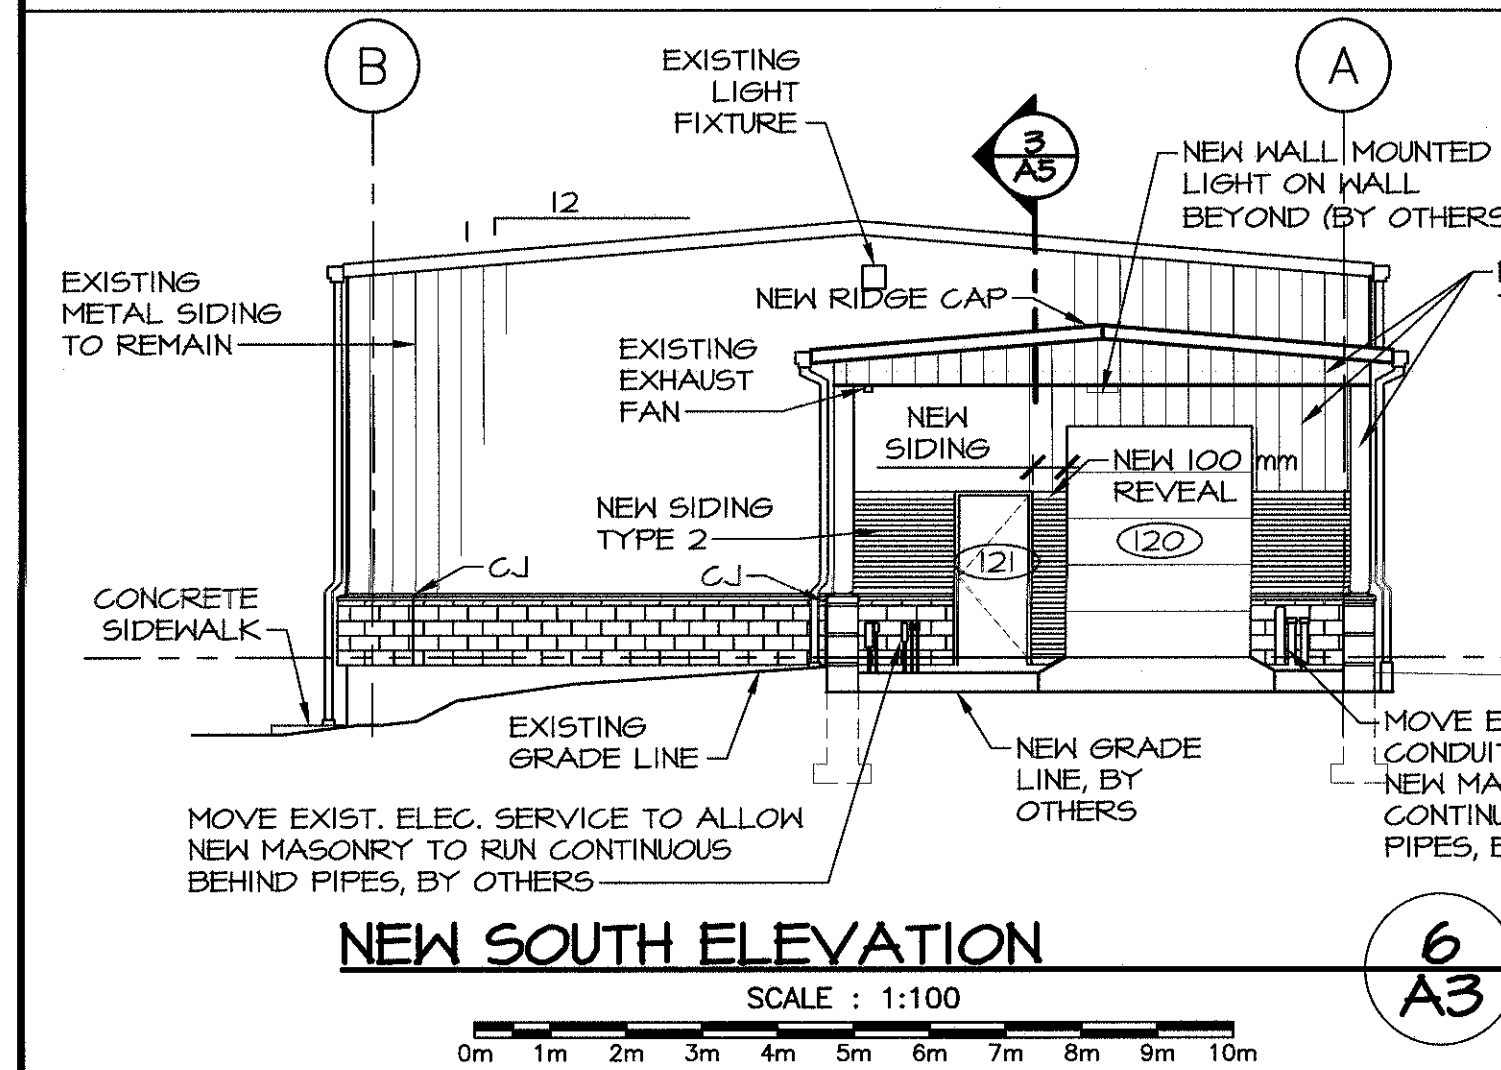 B
A
EXISTING
LIGHT
FIXTURE
3
A5
NEW WALL MOUNTED
LIGHT ON WALL
BEYOND (BY OTHERS
12
1
EXISTING
METAL SIDING
TO REMAIN
NEW RIDGE CAP
EXISTING
EXHAUST
FAN
NEW
SIDING
NEW 100 mm
REVEAL
NEW SIDING
TYPE 2
121
120
CJ
CJ
CONCRETE
SIDEWALK
EXISTING
GRADE LINE
NEW GRADE
LINE, BY
OTHERS
MOVE E
CONDUIT
NEW MA
CONTINU
PIPES, B
MOVE EXIST. ELEC. SERVICE TO ALLOW
NEW MASONRY TO RUN CONTINUOUS
BEHIND PIPES, BY OTHERS
NEW SOUTH ELEVATION
6
A3
SCALE : 1:100
0m 1m 2m 3m 4m 5m 6m 7m 8m 9m 10m